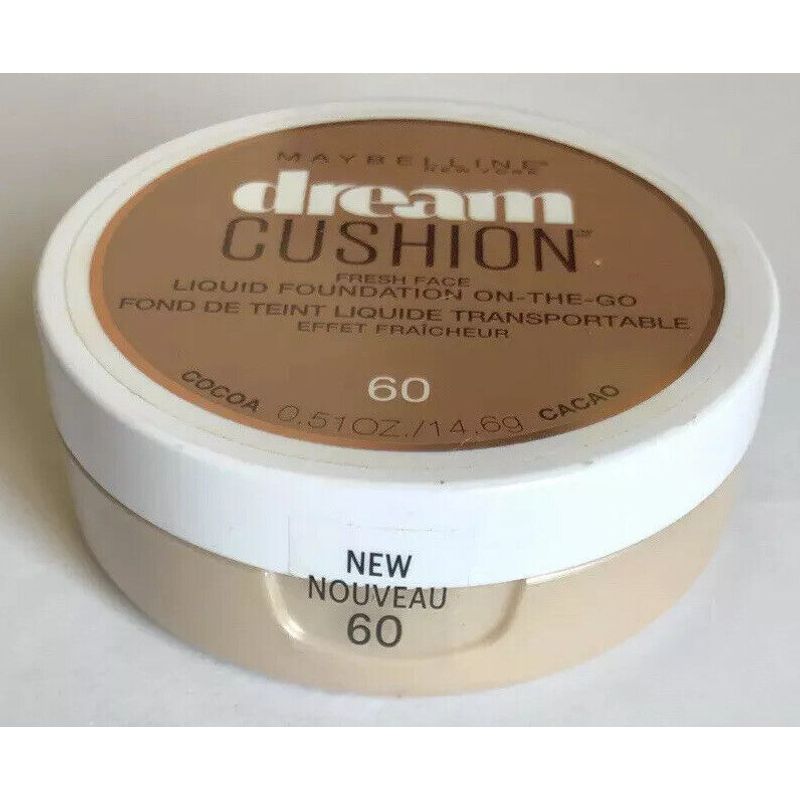 MAYBELLINE®
NEW YORK
dream
CUSHION™
FRESH FACE
LIQUID FOUNDATION ON-THE-GO
FOND DE TEINT LIQUIDE TRANSPORTABLE
EFFET FRAÎCHEUR
60
COCOA 0.51OZ./14.6g CACAO
NEW
NOUVEAU
60